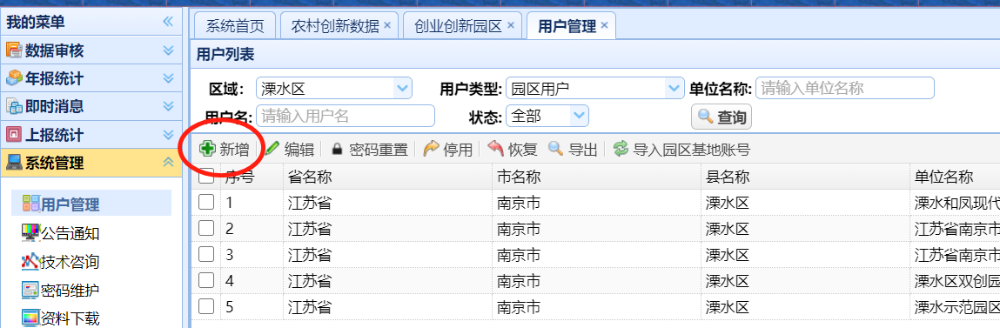 我的菜单
数据审核
年报统计
即时消息
上报统计
系统管理
用户管理
公告通知
技术咨询
密码维护
资料下载
系统首页 农村创新数据 创业创新园区 用户管理
用户列表
区域: 溧水区 用户类型: 园区用户 单位名称: 请输入单位名称
用户名: 请输入用户名 状态: 全部 查询
新增 编辑 密码重置 停用 恢复 导出 导入园区基地账号
序号 省名称 市名称 县名称 单位名称
1 江苏省 南京市 溧水区 溧水和凤现代
2 江苏省 南京市 溧水区 江苏省南京市
3 江苏省 南京市 溧水区 江苏省南京市
4 江苏省 南京市 溧水区 溧水区双创园
5 江苏省 南京市 溧水区 溧水示范园区